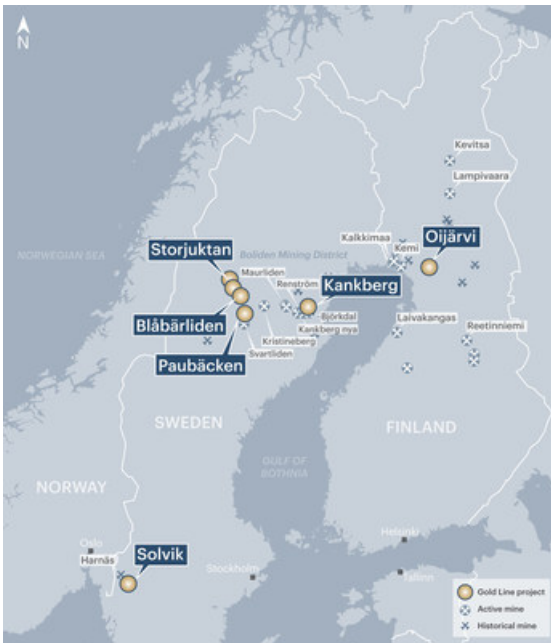 N
Kevitsa
Lampivaara
Kalkkimaa
Kemi
Oijärvi
NORWEGIAN SEA
Storjuktan
Boliden Mining District
Maurliden
Renström
Kankberg
Blåbärliden
Björkdal
Kankberg nya
Laivakangas
Reetinniemi
Kristineberg
Svartliden
Paubäcken
SWEDEN
FINLAND
GULF OF
BOTHNIA
NORWAY
Oslo
Harnäs
Solvik
Stockholm
Helsinki
Tallinn
Gold Line project
Active mine
Historical mine